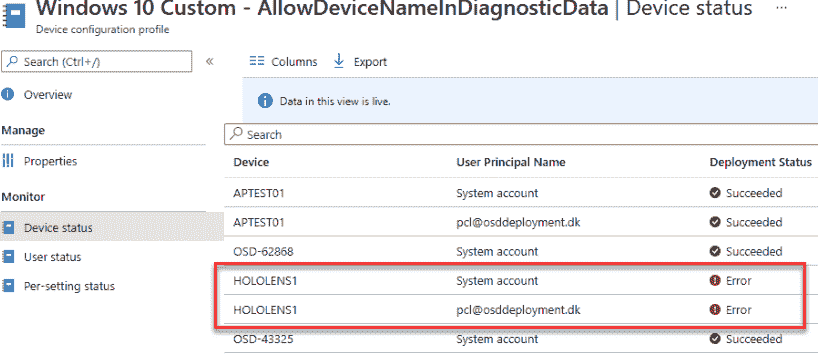 Windows 10 Custom - AllowDeviceNameInDiagnosticData | Device status ...
Device configuration profile
Search (Ctrl+/) «
Columns Export
Overview
Data in this view is live.
Manage
Search
Properties
Device User Principal Name Deployment Status
Monitor
APTEST01 System account Succeeded
Device status
APTEST01 pcl@osddeployment.dk Succeeded
User status
OSD-62868 System account Succeeded
Per-setting status
HOLOLENS1 System account Error
HOLOLENS1 pcl@osddeployment.dk Error
OSD-43325 System account Succeeded